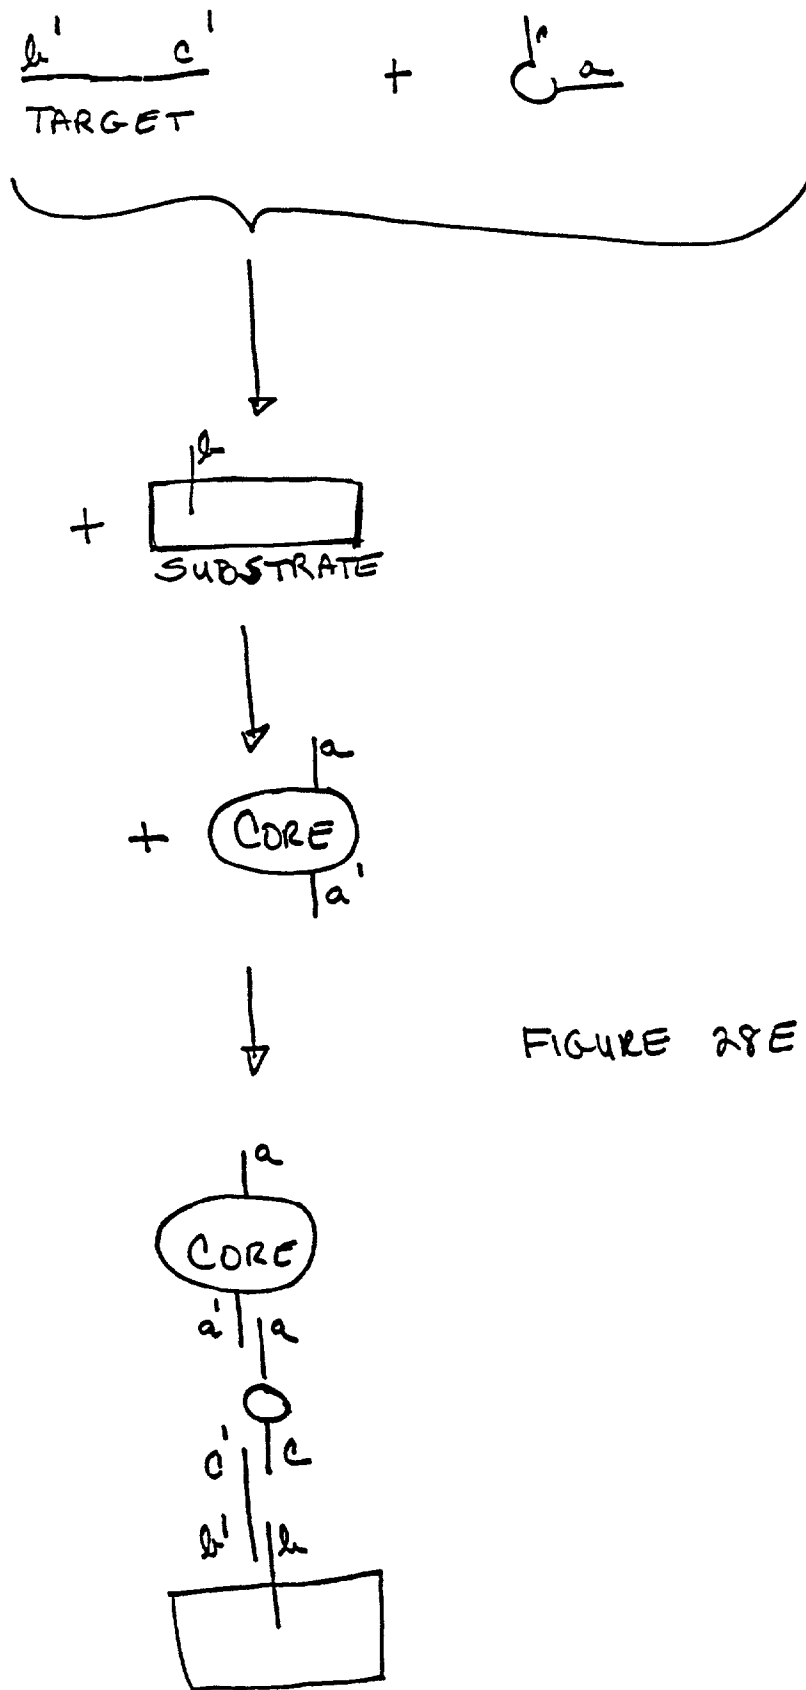 b' c' + c a
TARGET
b
+
SUBSTRATE
a
+ CORE
a'
FIGURE 28E
a
CORE
a' a
c' c
b' b